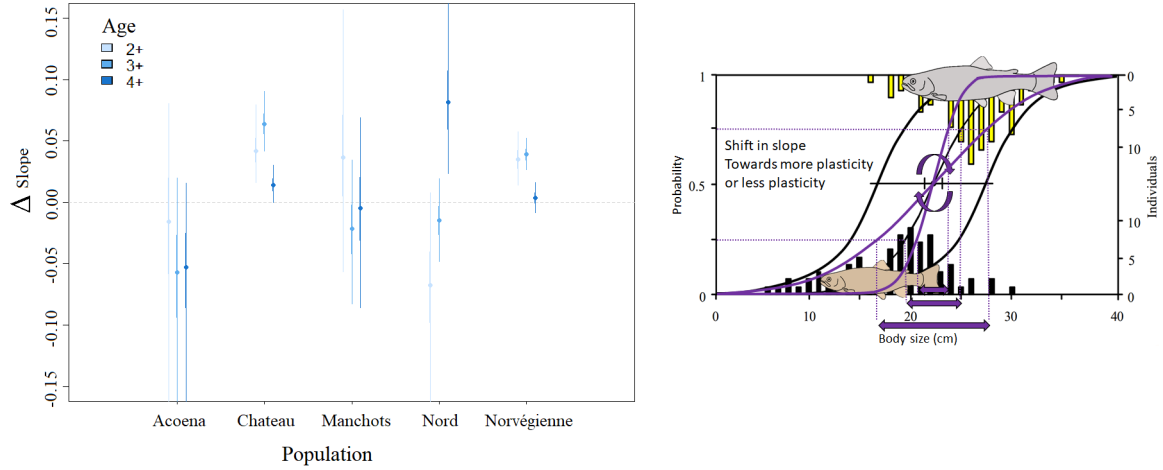 Age
2+
3+
4+
Δ Slope
0.15
0.10
0.05
0.00
-0.05
-0.10
-0.15
Acoena Chateau Manchots Nord Norvégienne
Population
Shift in slope
Towards more plasticity
or less plasticity
Probability
1
0.5
0
Individuals
0
5
10
10
5
0
0 10 20 30 40
Body size (cm)